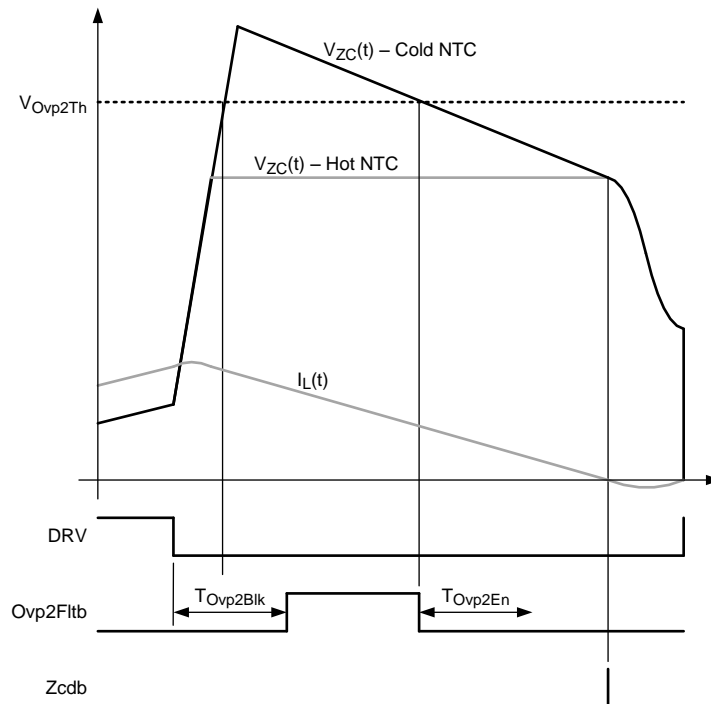 V_ZC(t) – Cold NTC
V_Ovp2Th
V_ZC(t) – Hot NTC
I_L(t)
DRV
T_Ovp2Blk
T_Ovp2En
Ovp2Fltb
Zcdb